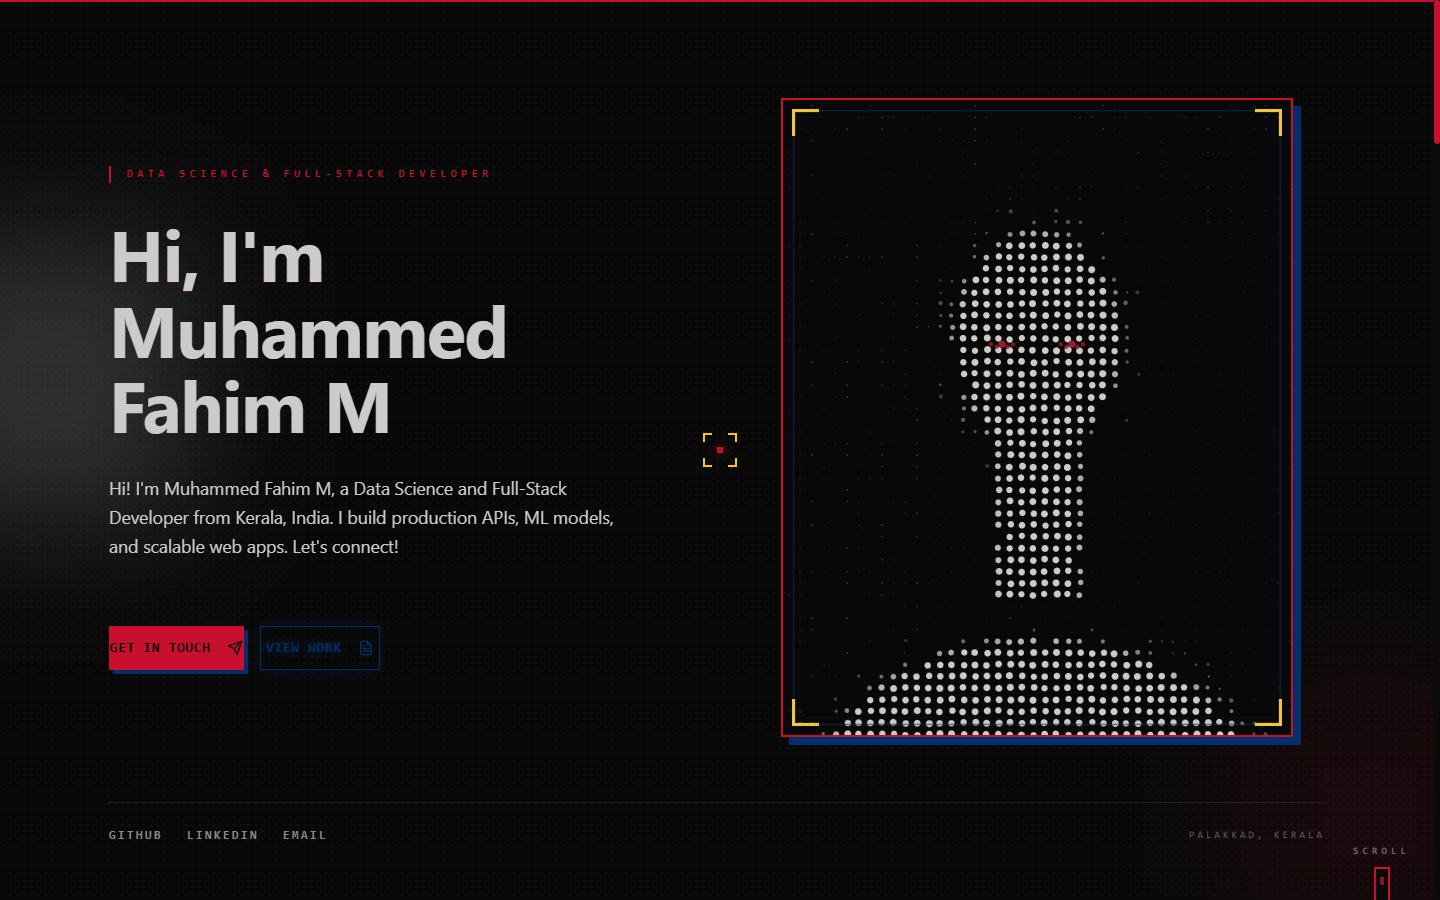 DATA SCIENCE & FULL-STACK DEVELOPER
Hi, I'm
Muhammed
Fahim M
Hi! I'm Muhammed Fahim M, a Data Science and Full-Stack
Developer from Kerala, India. I build production APIs, ML models,
and scalable web apps. Let's connect!
GET IN TOUCH
VIEW WORK
GITHUB LINKEDIN EMAIL
PALAKKAD, KERALA
SCROLL